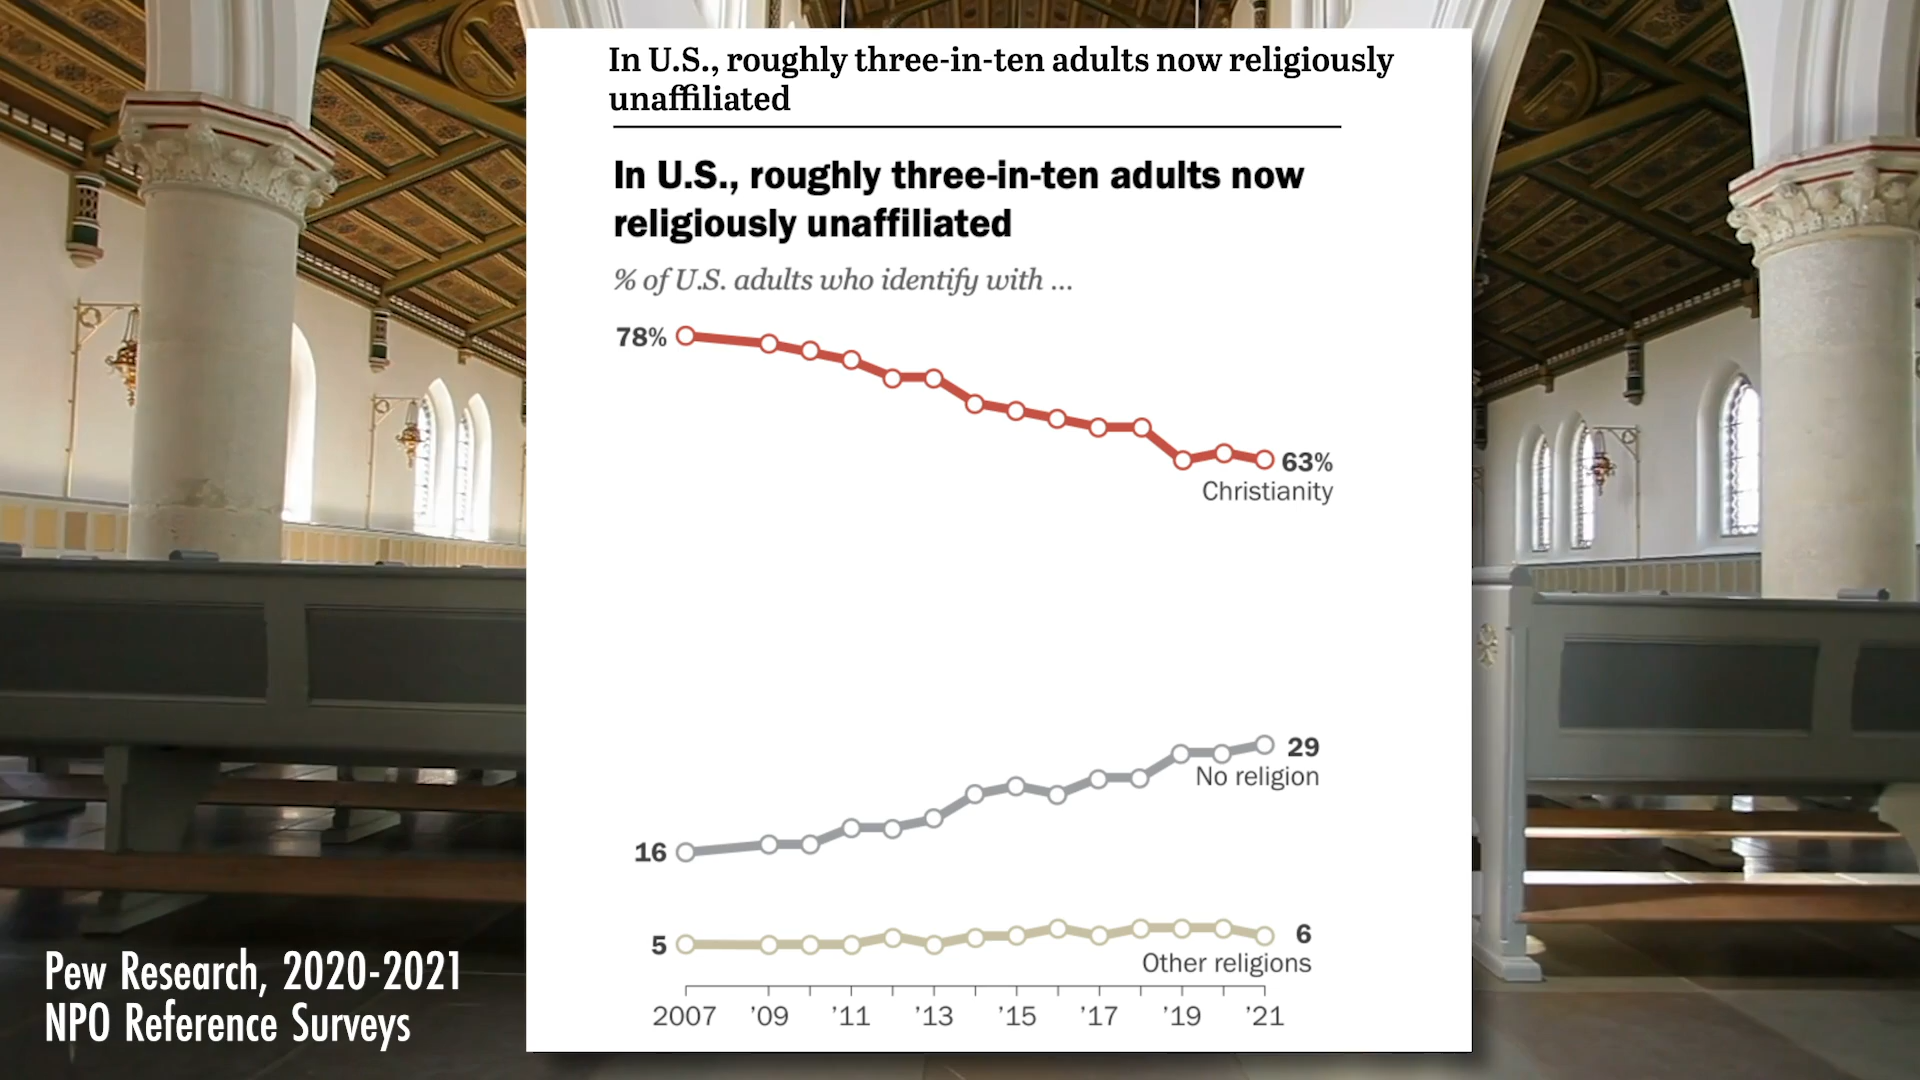 In U.S., roughly three-in-ten adults now religiously
unaffiliated
In U.S., roughly three-in-ten adults now
religiously unaffiliated
% of U.S. adults who identify with ...
78%
63%
Christianity
29
No religion
16
5
6
Other religions
2007 '09 '11 '13 '15 '17 '19 '21
Pew Research, 2020-2021
NPO Reference Surveys